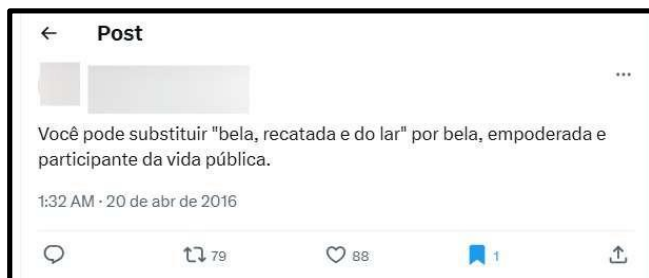 Post
Você pode substituir "bela, recatada e do lar" por bela, empoderada e
participante da vida pública.
1:32 AM · 20 de abr de 2016
79 88 1